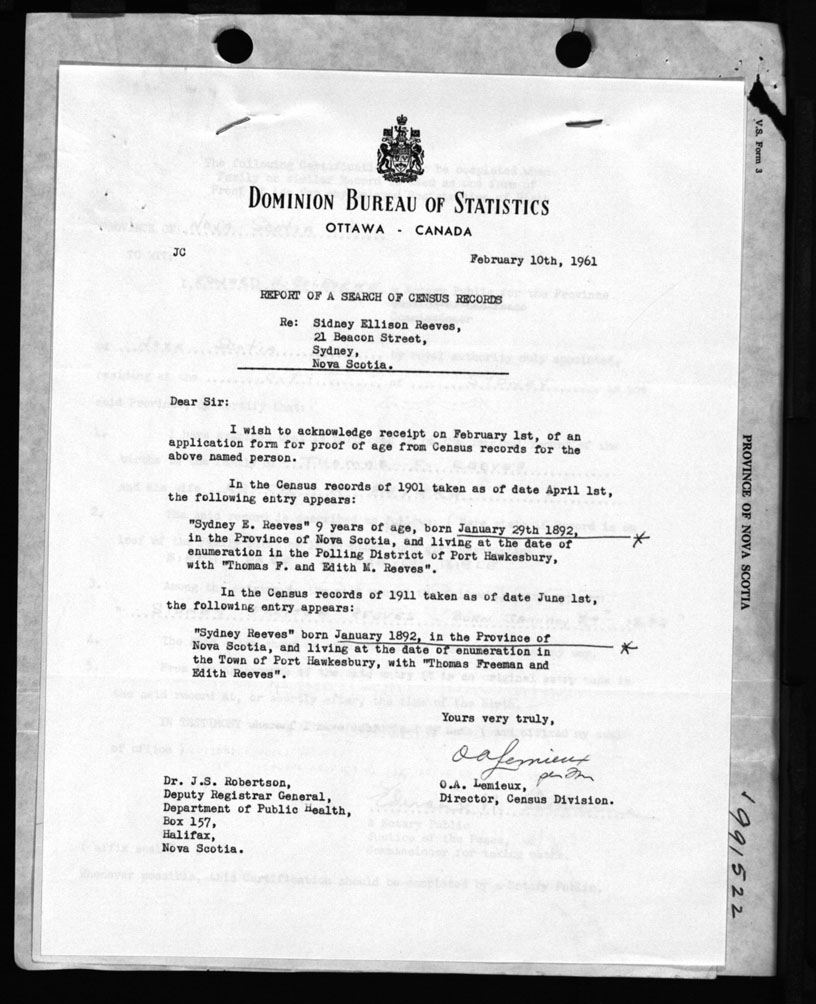 DOMINION BUREAU OF STATISTICS
OTTAWA - CANADA
JC
February 10th, 1961
REPORT OF A SEARCH OF CENSUS RECORDS
Re: Sidney Ellison Reeves,
21 Beacon Street,
Sydney,
Nova Scotia.
Dear Sir:
I wish to acknowledge receipt on February 1st, of an
application form for proof of age from Census records for the
above named person.
In the Census records of 1901 taken as of date April 1st,
the following entry appears:
"Sydney E. Reeves" 9 years of age, born January 29th 1892,
in the Province of Nova Scotia, and living at the date of
enumeration in the Polling District of Port Hawkesbury,
with "Thomas F. and Edith M. Reeves".
In the Census records of 1911 taken as of date June 1st,
the following entry appears:
"Sydney Reeves" born January 1892, in the Province of
Nova Scotia, and living at the date of enumeration in
the Town of Port Hawkesbury, with "Thomas Freeman and
Edith Reeves".
Yours very truly,
O A Lemieux
O.A. Lemieux,
Director, Census Division.
Dr. J.S. Robertson,
Deputy Registrar General,
Department of Public Health,
Box 157,
Halifax,
Nova Scotia.
V.S. Form 3
PROVINCE OF NOVA SCOTIA
991522